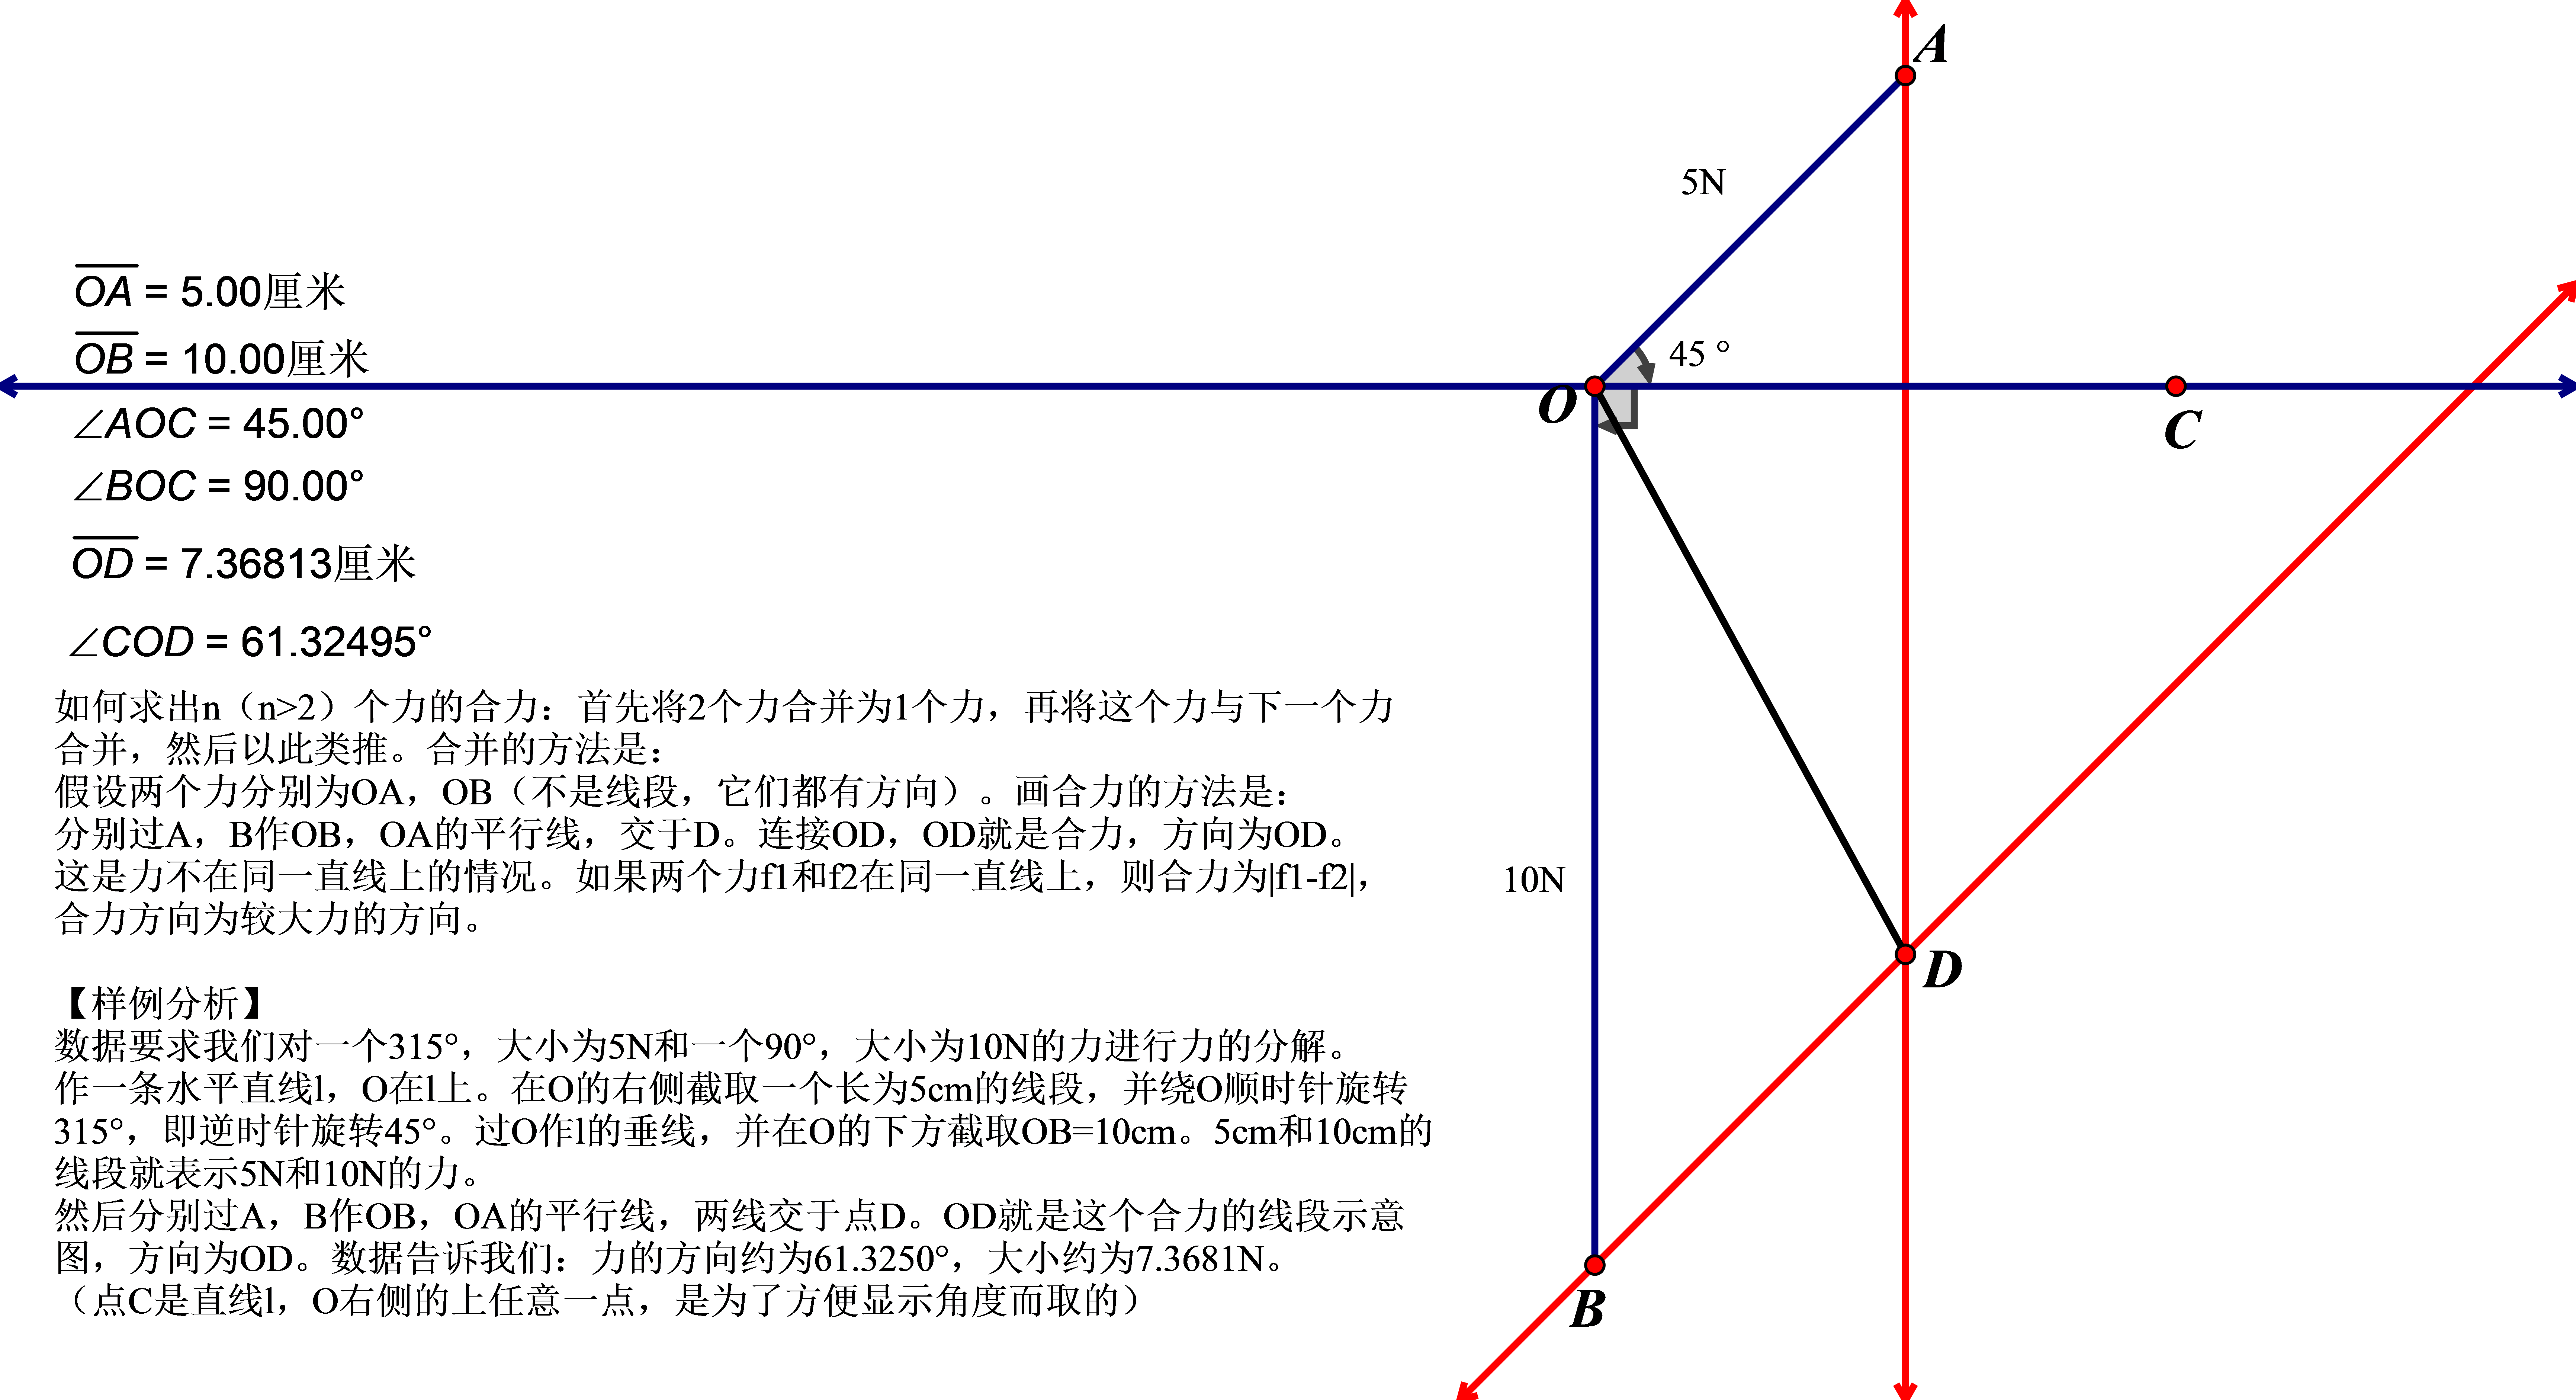 A
5N
OA = 5.00厘米
OB = 10.00厘米
45 °
O
C
∠AOC = 45.00°
∠BOC = 90.00°
OD = 7.36813厘米
∠COD = 61.32495°
如何求出n（n>2）个力的合力：首先将2个力合并为1个力，再将这个力与下一个力
合并，然后以此类推。合并的方法是：
假设两个力分别为OA，OB（不是线段，它们都有方向）。画合力的方法是：
分别过A，B作OB，OA的平行线，交于D。连接OD，OD就是合力，方向为OD。
这是力不在同一直线上的情况。如果两个力f1和f2在同一直线上，则合力为|f1-f2|，
合力方向为较大力的方向。
10N
D
【样例分析】
数据要求我们对一个315°，大小为5N和一个90°，大小为10N的力进行力的分解。
作一条水平直线l，O在l上。在O的右侧截取一个长为5cm的线段，并绕O顺时针旋转
315°，即逆时针旋转45°。过O作l的垂线，并在O的下方截取OB=10cm。5cm和10cm的
线段就表示5N和10N的力。
然后分别过A，B作OB，OA的平行线，两线交于点D。OD就是这个合力的线段示意
图，方向为OD。数据告诉我们：力的方向约为61.3250°，大小约为7.3681N。
（点C是直线l，O右侧的上任意一点，是为了方便显示角度而取的）
B